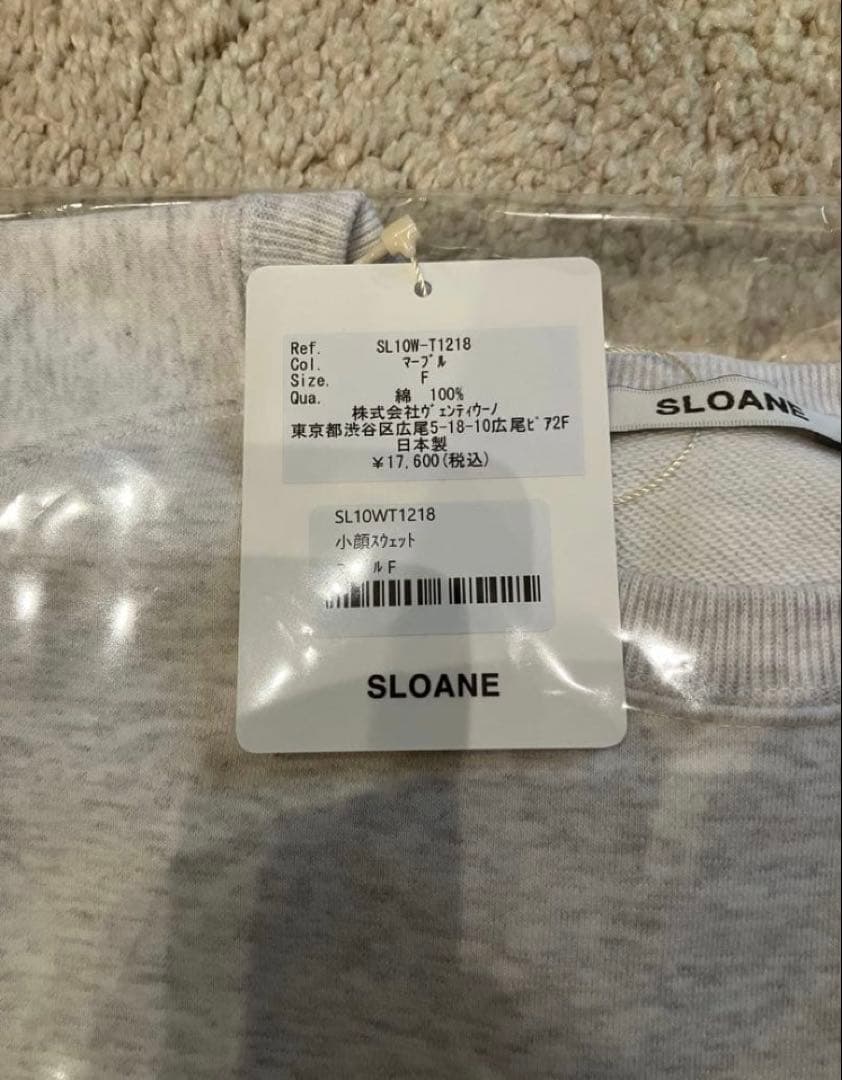 Ref. SL10W-T1218
Col. マーブル
Size. F
Qua. 綿 100%
株式会社ヴェンティウーノ
東京都渋谷区広尾5-18-10広尾ピア2F
日本製
¥17,600(税込)
SL10WT1218
小顔スウェット
ル F
SLOANE
SLOANE